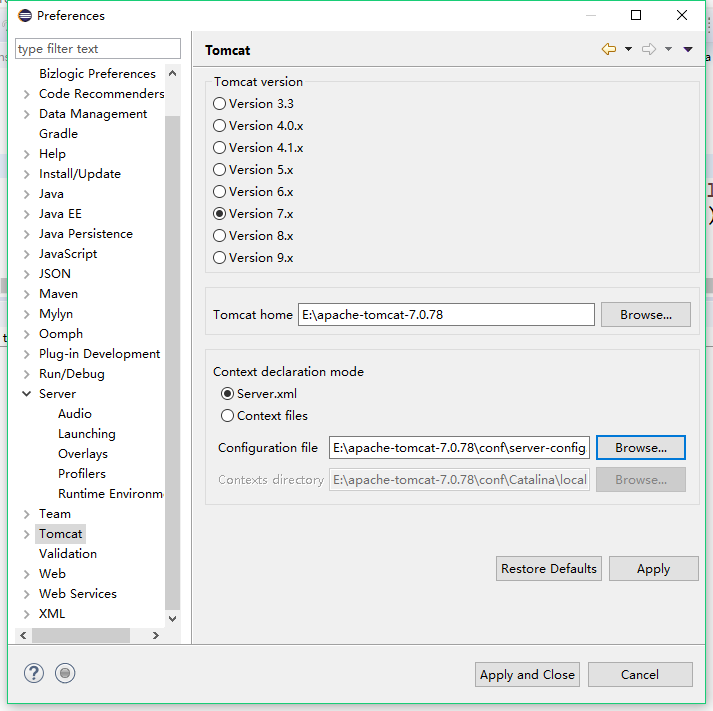 Preferences
type filter text
Bizlogic Preferences
Code Recommenders
Data Management
Gradle
Help
Install/Update
Java
Java EE
Java Persistence
JavaScript
JSON
Maven
Mylyn
Oomph
Plug-in Development
Run/Debug
Server
Audio
Launching
Overlays
Profilers
Runtime Environm
Team
Tomcat
Validation
Web
Web Services
XML
Tomcat
Tomcat version
Version 3.3
Version 4.0.x
Version 4.1.x
Version 5.x
Version 6.x
Version 7.x
Version 8.x
Version 9.x
Tomcat home E:\apache-tomcat-7.0.78 Browse...
Context declaration mode
Server.xml
Context files
Configuration file E:\apache-tomcat-7.0.78\conf\server-config Browse...
Contexts directory E:\apache-tomcat-7.0.78\conf\Catalina\local Browse...
Restore Defaults Apply
? Apply and Close Cancel